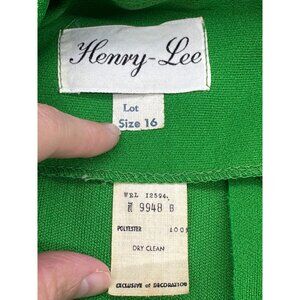 Henry-Lee
Lot
Size 16
WPL 12594
9948 B
POLYESTER 100%
DRY CLEAN
EXCLUSIVE OF DECORATION